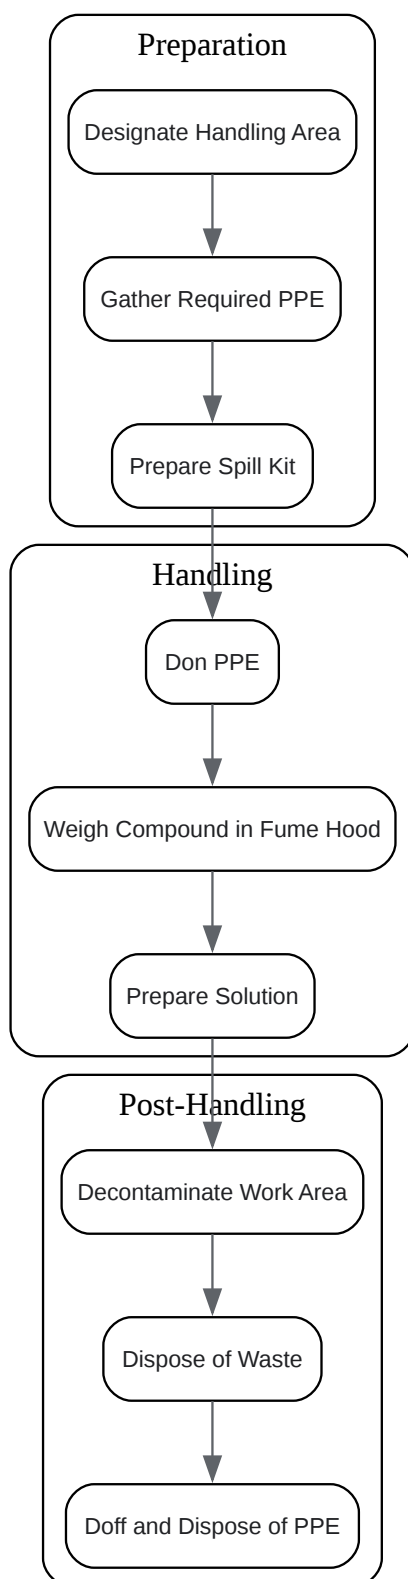 Preparation
Designate Handling Area
Gather Required PPE
Prepare Spill Kit
Handling
Don PPE
Weigh Compound in Fume Hood
Prepare Solution
Post-Handling
Decontaminate Work Area
Dispose of Waste
Doff and Dispose of PPE